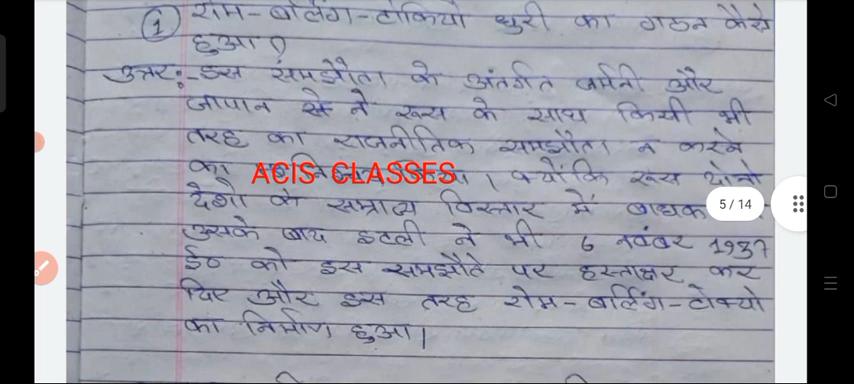 ① रोम-बर्लिंग-टोकियो धुरी का गठन कैसे
हुआ ?
उत्तर:- इस समझौता के अंतर्गत जर्मनी और
जापान से ने रूस के साथ किसी भी
तरह का राजनीतिक समझौता न करने
का ACIS CLASSES । क्योंकि रूस दोनो
देशो के सम्राज्य विस्तार में बाधक 5 / 14
उसके बाद इटली ने भी 6 नवंबर 1937
ई० को इस समझौते पर हस्ताक्षर कर
दिए और इस तरह रोम-बर्लिंग-टोक्यो
का निर्माण हुआ।